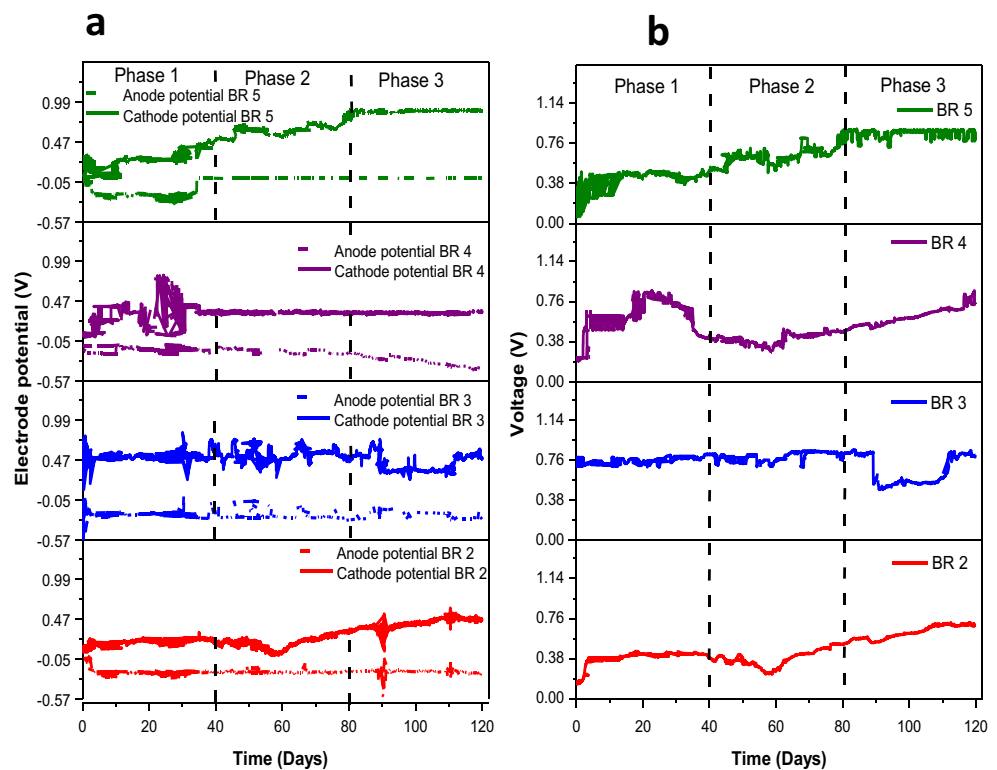 a
Electrode potential (V)
Phase 1
Phase 2
Phase 3
Anode potential BR 5
Cathode potential BR 5
0.99
0.47
-0.05
-0.57
Anode potential BR 4
Cathode potential BR 4
0.99
0.47
-0.05
-0.57
Anode potential BR 3
Cathode potential BR 3
0.99
0.47
-0.05
-0.57
Anode potential BR 2
Cathode potential BR 2
0.99
0.47
-0.05
-0.57
0 20 40 60 80 100 120
Time (Days)
b
Voltage (V)
Phase 1
Phase 2
Phase 3
BR 5
1.14
0.76
0.38
0.00
BR 4
1.14
0.76
0.38
0.00
BR 3
1.14
0.76
0.38
0.00
BR 2
1.14
0.76
0.38
0.00
0 20 40 60 80 100 120
Time (Days)